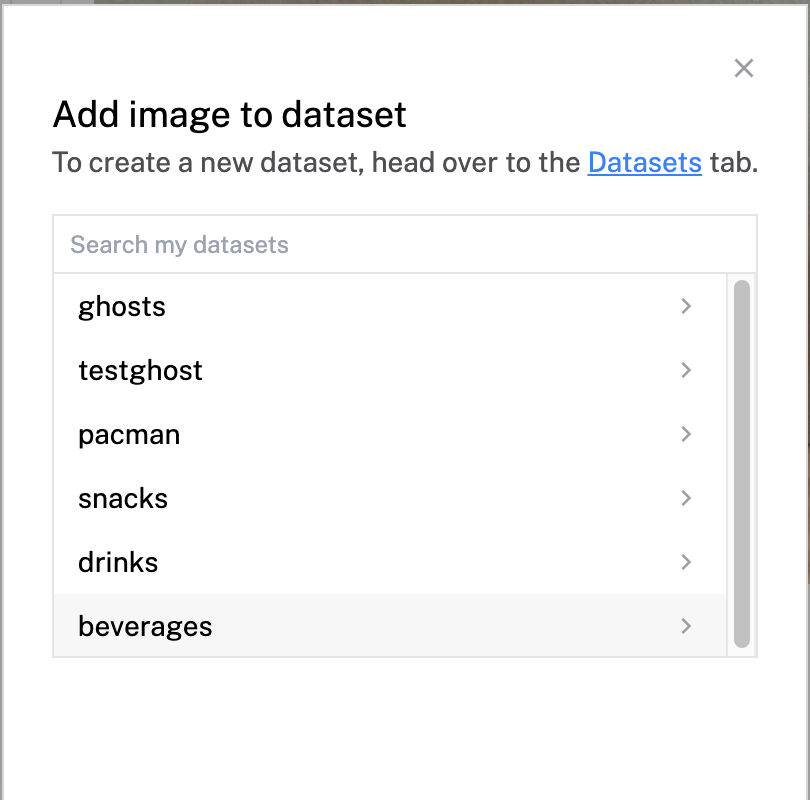 Add image to dataset
To create a new dataset, head over to the Datasets tab.
Search my datasets
ghosts
testghost
pacman
snacks
drinks
beverages